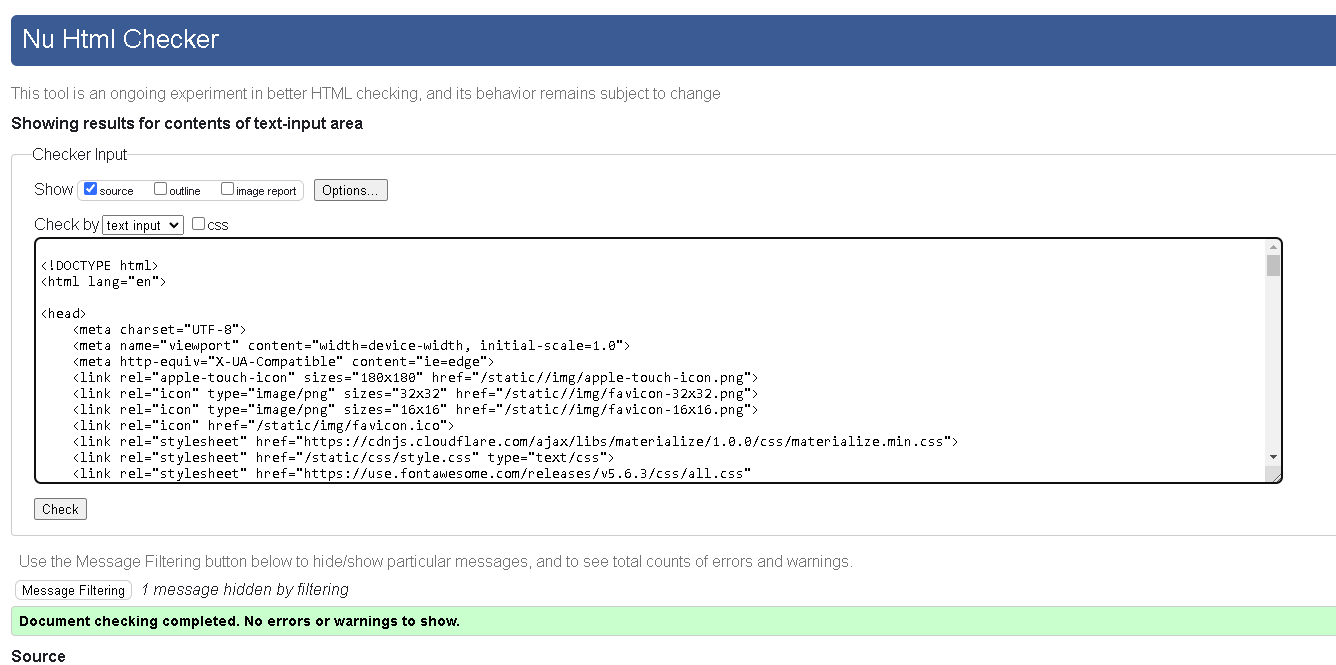 Nu Html Checker
This tool is an ongoing experiment in better HTML checking, and its behavior remains subject to change
Showing results for contents of text-input area
Checker Input
Show source outline image report Options...
Check by text input css
<!DOCTYPE html>
<html lang="en">
<head>
<meta charset="UTF-8">
<meta name="viewport" content="width=device-width, initial-scale=1.0">
<meta http-equiv="X-UA-Compatible" content="ie=edge">
<link rel="apple-touch-icon" sizes="180x180" href="/static//img/apple-touch-icon.png">
<link rel="icon" type="image/png" sizes="32x32" href="/static//img/favicon-32x32.png">
<link rel="icon" type="image/png" sizes="16x16" href="/static//img/favicon-16x16.png">
<link rel="icon" href="/static/img/favicon.ico">
<link rel="stylesheet" href="https://cdnjs.cloudflare.com/ajax/libs/materialize/1.0.0/css/materialize.min.css">
<link rel="stylesheet" href="/static/css/style.css" type="text/css">
<link rel="stylesheet" href="https://use.fontawesome.com/releases/v5.6.3/css/all.css"
Check
Use the Message Filtering button below to hide/show particular messages, and to see total counts of errors and warnings.
Message Filtering 1 message hidden by filtering
Document checking completed. No errors or warnings to show.
Source